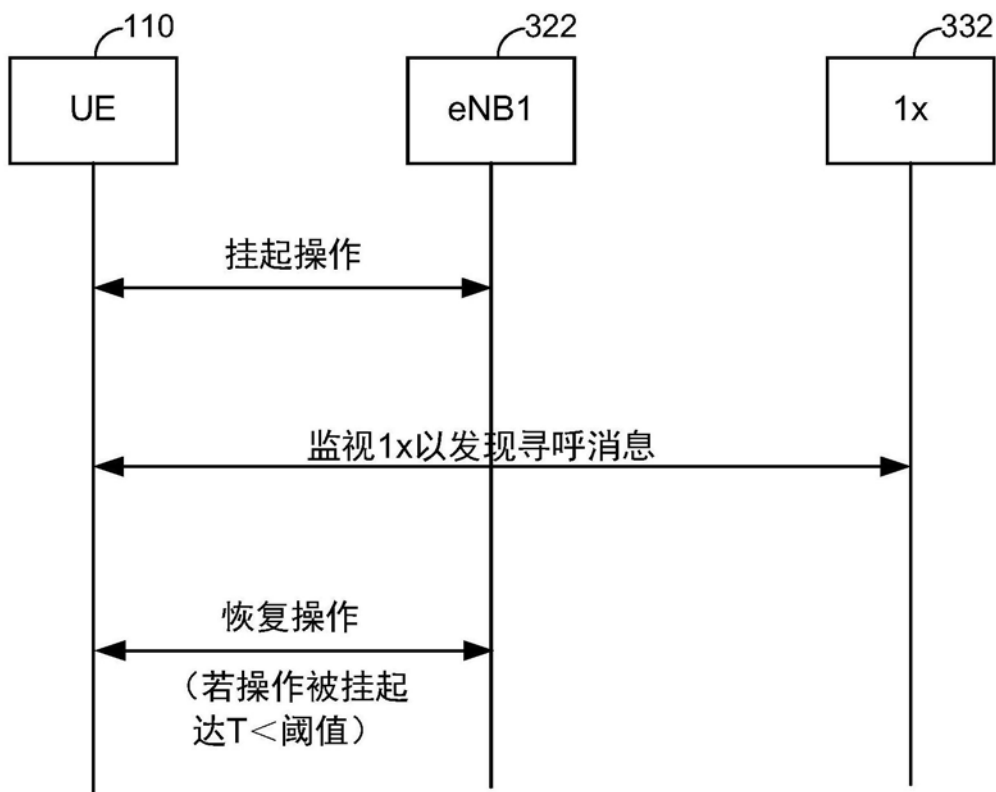 110
322
332
UE
eNB1
1x
挂起操作
监视1x以发现寻呼消息
恢复操作
（若操作被挂起
达T＜阈值）